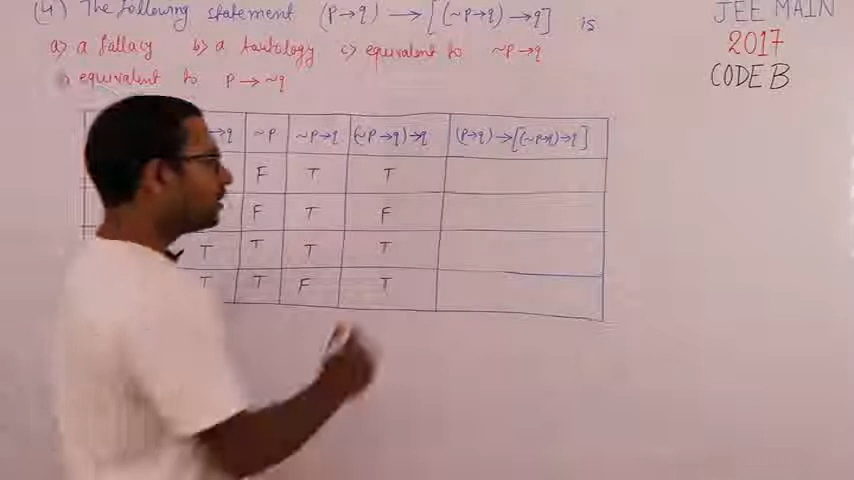 (4) The following statement (p→q) → [(~p→q) →q] is
JEE MAIN
2017
CODE B
a> a fallacy b> a tautology c> equivalent to ~p→q
equivalent to p→~q
→q ~p ~p→q (~p→q)→q (p→q)→[(~p→q)→q]
F T T
F T F
T T T T
T T F T